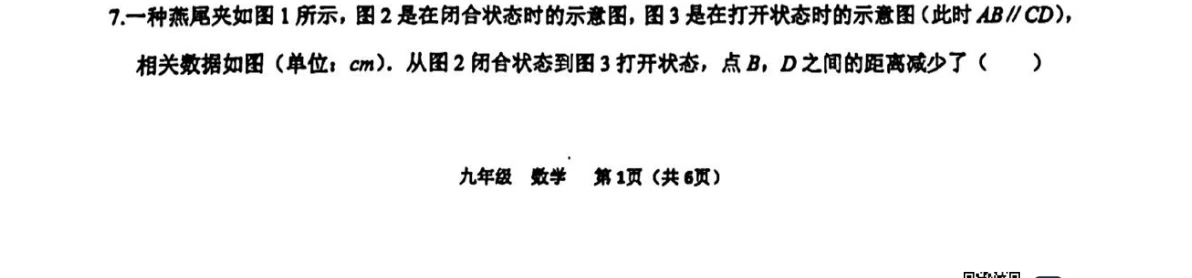 7.一种燕尾夹如图1所示，图2是在闭合状态时的示意图，图3是在打开状态时的示意图（此时AB∥CD），
相关数据如图（单位：cm）．从图2闭合状态到图3打开状态，点B，D之间的距离减少了（　　）
九年级　数学　第1页（共6页）